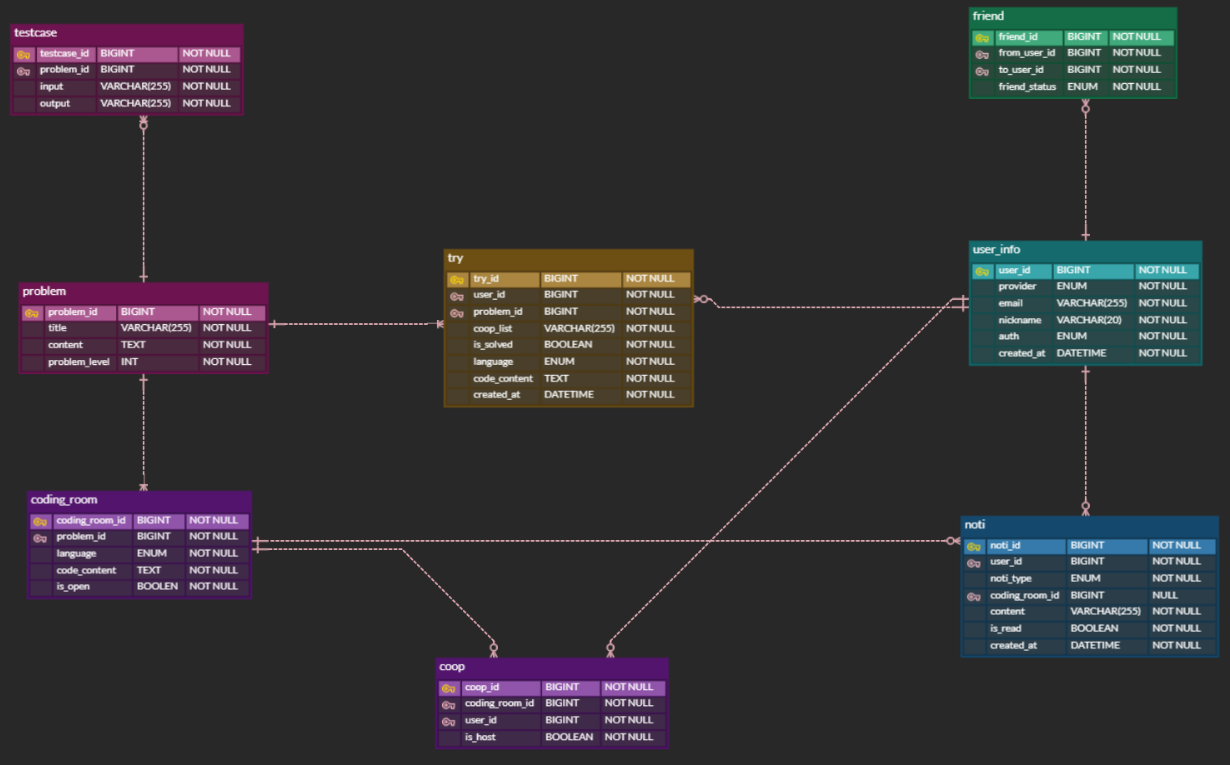 testcase
testcase_id BIGINT NOT NULL
problem_id BIGINT NOT NULL
input VARCHAR(255) NOT NULL
output VARCHAR(255) NOT NULL
friend
friend_id BIGINT NOT NULL
from_user_id BIGINT NOT NULL
to_user_id BIGINT NOT NULL
friend_status ENUM NOT NULL
problem
problem_id BIGINT NOT NULL
title VARCHAR(255) NOT NULL
content TEXT NOT NULL
problem_level INT NOT NULL
try
try_id BIGINT NOT NULL
user_id BIGINT NOT NULL
problem_id BIGINT NOT NULL
coop_list VARCHAR(255) NOT NULL
is_solved BOOLEAN NOT NULL
language ENUM NOT NULL
code_content TEXT NOT NULL
created_at DATETIME NOT NULL
user_info
user_id BIGINT NOT NULL
provider ENUM NOT NULL
email VARCHAR(255) NOT NULL
nickname VARCHAR(20) NOT NULL
auth ENUM NOT NULL
created_at DATETIME NOT NULL
coding_room
coding_room_id BIGINT NOT NULL
problem_id BIGINT NOT NULL
language ENUM NOT NULL
code_content TEXT NOT NULL
is_open BOOLEN NOT NULL
noti
noti_id BIGINT NOT NULL
user_id BIGINT NOT NULL
noti_type ENUM NOT NULL
coding_room_id BIGINT NULL
content VARCHAR(255) NOT NULL
is_read BOOLEAN NOT NULL
created_at DATETIME NOT NULL
coop
coop_id BIGINT NOT NULL
coding_room_id BIGINT NOT NULL
user_id BIGINT NOT NULL
is_host BOOLEAN NOT NULL